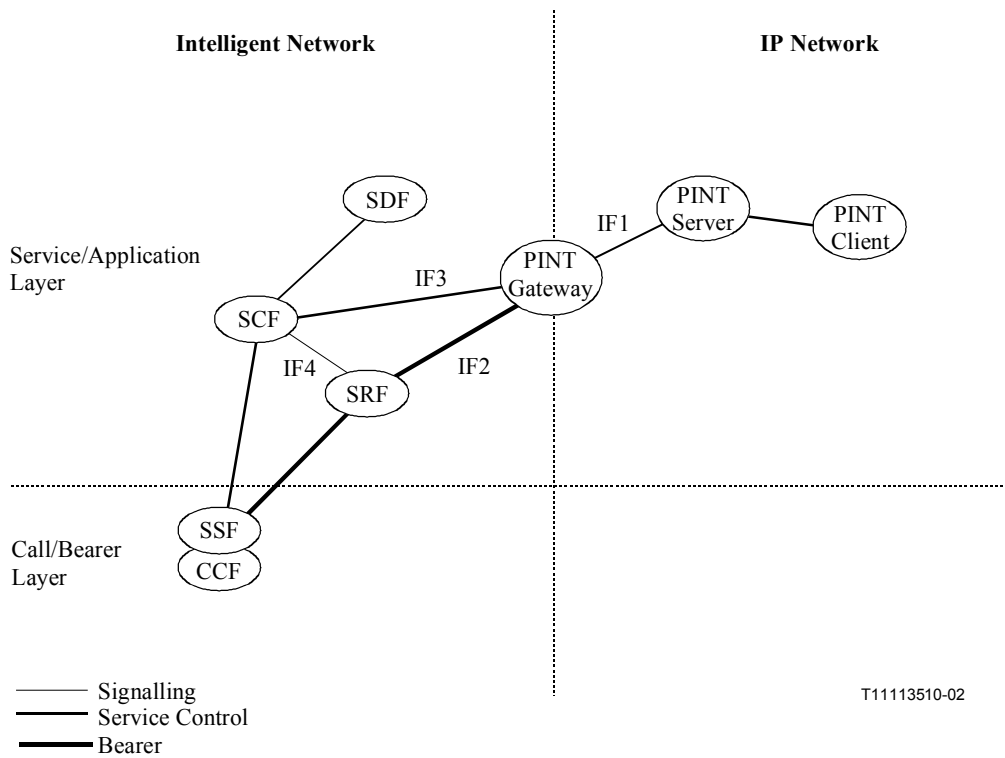 Intelligent Network
IP Network
SDF
PINT
Server
PINT
Client
IF1
Service/Application
Layer
PINT
Gateway
IF3
SCF
IF4
IF2
SRF
SSF
Call/Bearer
Layer
CCF
Signalling
T11113510-02
Service Control
Bearer